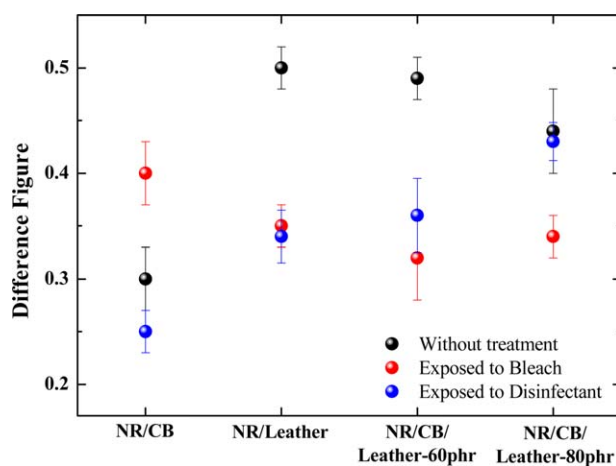 Difference Figure
0.5
0.4
0.3
0.2
Without treatment
Exposed to Bleach
Exposed to Disinfectant
NR/CB
NR/Leather
NR/CB/
Leather-60phr
NR/CB/
Leather-80phr